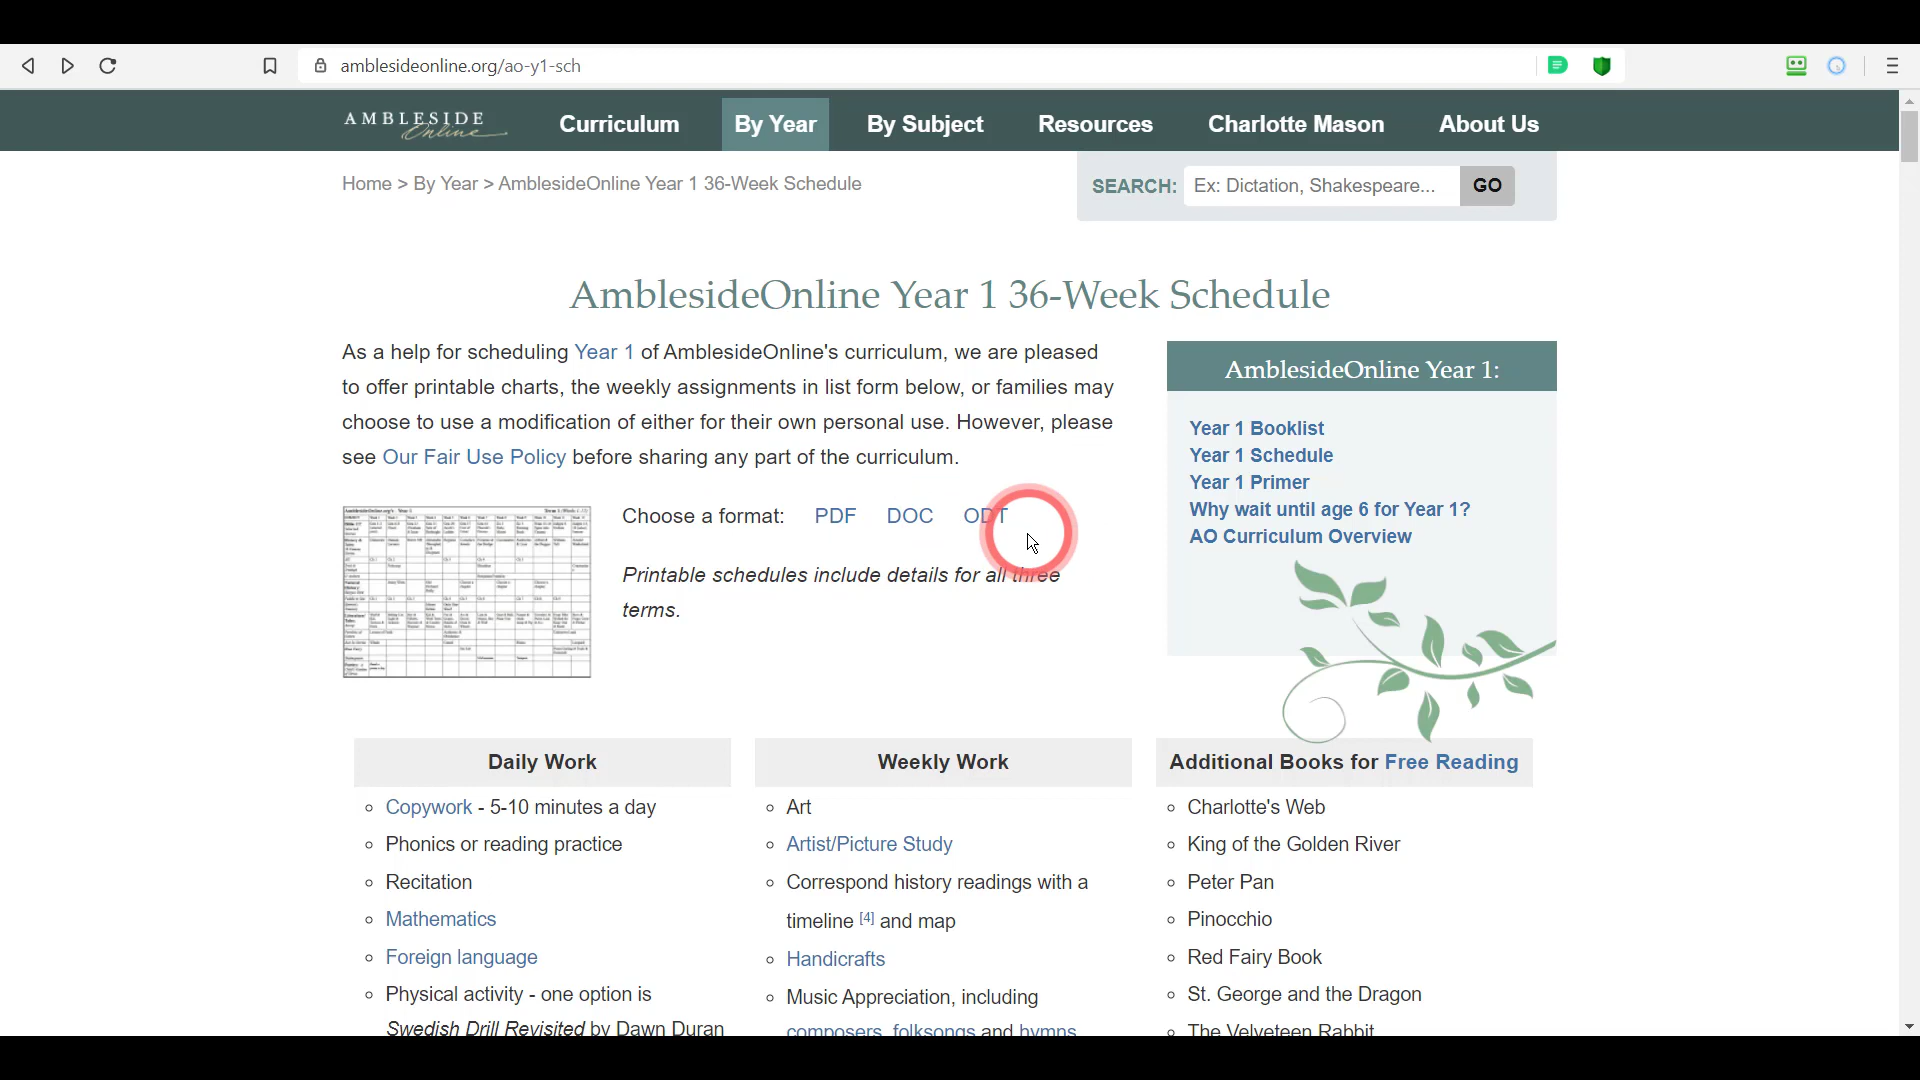 amblesideonline.org/ao-y1-sch
AMBLESIDE
Online
Curriculum
By Year
By Subject
Resources
Charlotte Mason
About Us
Home > By Year > AmblesideOnline Year 1 36-Week Schedule
SEARCH:
Ex: Dictation, Shakespeare...
GO
AmblesideOnline Year 1 36-Week Schedule
As a help for scheduling Year 1 of AmblesideOnline's curriculum, we are pleased
to offer printable charts, the weekly assignments in list form below, or families may
choose to use a modification of either for their own personal use. However, please
see Our Fair Use Policy before sharing any part of the curriculum.
Choose a format: PDF DOC ODT
Printable schedules include details for all three
terms.
AmblesideOnline Year 1:
Year 1 Booklist
Year 1 Schedule
Year 1 Primer
Why wait until age 6 for Year 1?
AO Curriculum Overview
Daily Work
Copywork - 5-10 minutes a day
Phonics or reading practice
Recitation
Mathematics
Foreign language
Physical activity - one option is
Swedish Drill Revisited by Dawn Duran
Weekly Work
Art
Artist/Picture Study
Correspond history readings with a
timeline [4] and map
Handicrafts
Music Appreciation, including
composers, folksongs and hymns
Additional Books for Free Reading
Charlotte's Web
King of the Golden River
Peter Pan
Pinocchio
Red Fairy Book
St. George and the Dragon
The Velveteen Rabbit